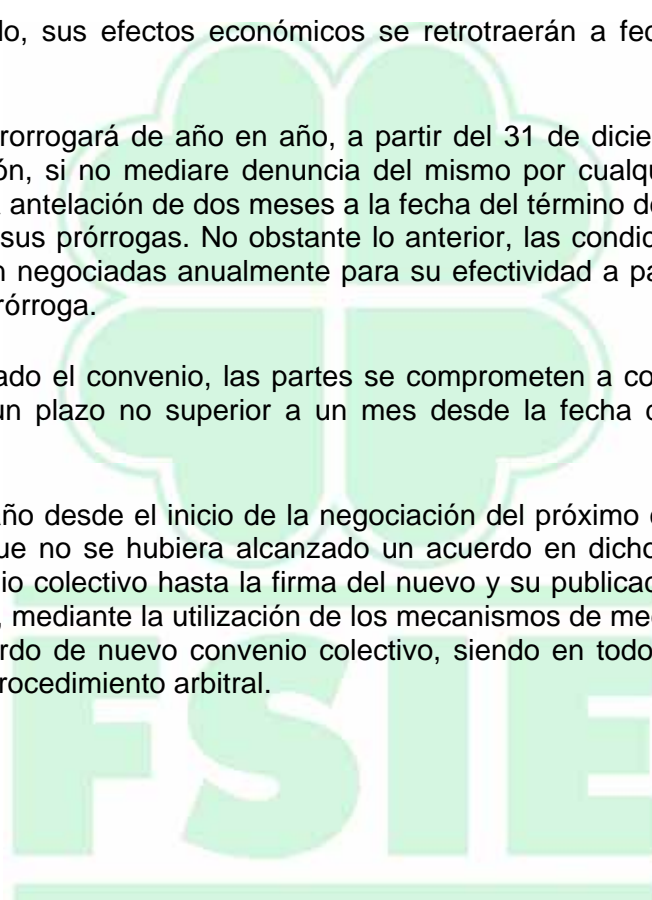 lo, sus efectos económicos se retrotraerán a fec
rorrogará de año en año, a partir del 31 de dicie
ón, si no mediare denuncia del mismo por cualqu
antelación de dos meses a la fecha del término de
sus prórrogas. No obstante lo anterior, las condic
n negociadas anualmente para su efectividad a pa
rórroga.
ado el convenio, las partes se comprometen a co
un plazo no superior a un mes desde la fecha d
ño desde el inicio de la negociación del próximo c
ue no se hubiera alcanzado un acuerdo en dicho
io colectivo hasta la firma del nuevo y su publicac
, mediante la utilización de los mecanismos de med
rdo de nuevo convenio colectivo, siendo en todo
rocedimiento arbitral.
FSIE